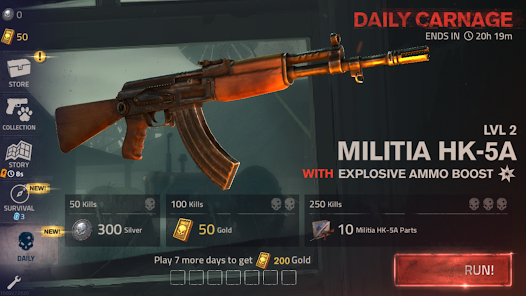 0
50
DAILY CARNAGE
ENDS IN 20h 19m
STORE
COLLECTION
STORY
8s
NEW!
SURVIVAL
3
NEW!
DAILY
LVL 2
MILITIA HK-5A
WITH EXPLOSIVE AMMO BOOST
50 Kills
300 Silver
100 Kills
50 Gold
250 Kills
10 Militia HK-5A Parts
Play 7 more days to get 200 Gold
RUN!